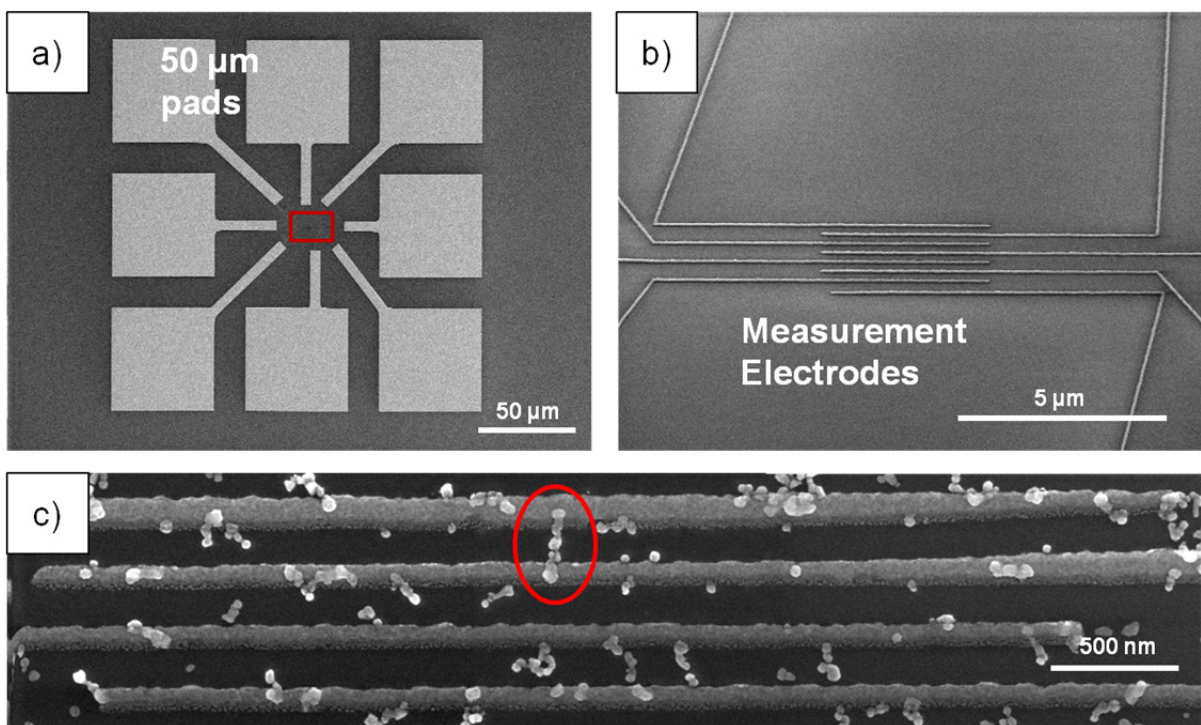 a)
50 µm
pads
50 µm
b)
Measurement
Electrodes
5 µm
c)
500 nm